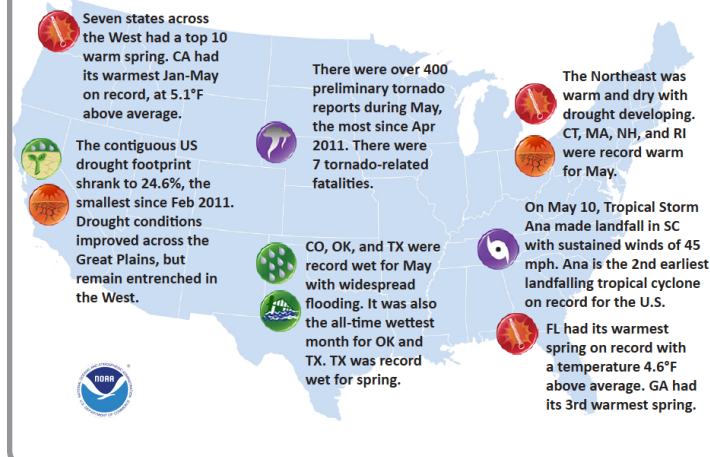 Seven states across
the West had a top 10
warm spring. CA had
its warmest Jan-May
on record, at 5.1°F
above average.
The contiguous US
drought footprint
shrank to 24.6%, the
smallest since Feb 2011.
Drought conditions
improved across the
Great Plains, but
remain entrenched in
the West.
There were over 400
preliminary tornado
reports during May,
the most since Apr
2011. There were
7 tornado-related
fatalities.
CO, OK, and TX were
record wet for May
with widespread
flooding. It was also
the all-time wettest
month for OK and
TX. TX was record
wet for spring.
The Northeast was
warm and dry with
drought developing.
CT, MA, NH, and RI
were record warm
for May.
On May 10, Tropical Storm
Ana made landfall in SC
with sustained winds of 45
mph. Ana is the 2nd earliest
landfalling tropical cyclone
on record for the U.S.
FL had its warmest
spring on record with
a temperature 4.6°F
above average. GA had
its 3rd warmest spring.
NATIONAL OCEANIC AND ATMOSPHERIC ADMINISTRATION
NOAA
U.S. DEPARTMENT OF COMMERCE